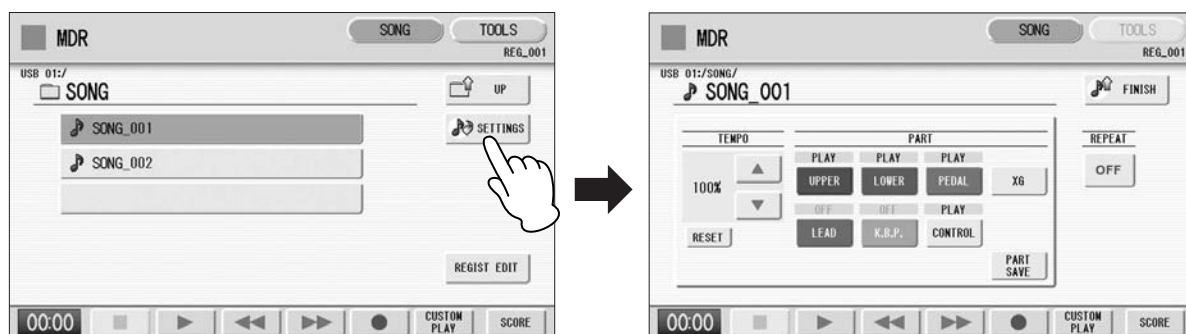 MDR
SONG
TOOLS
REG_001
USB 01:/
SONG
UP
SONG_001
SETTINGS
SONG_002
REGIST EDIT
00:00
CUSTOM
PLAY
SCORE
MDR
SONG
TOOLS
REG_001
USB 01:/SONG/
SONG_001
FINISH
TEMPO
PART
REPEAT
PLAY PLAY PLAY
100%
UPPER LOWER PEDAL XG
OFF
OFF OFF PLAY
RESET
LEAD K.B.P. CONTROL
PART
SAVE
00:00
CUSTOM
PLAY
SCORE